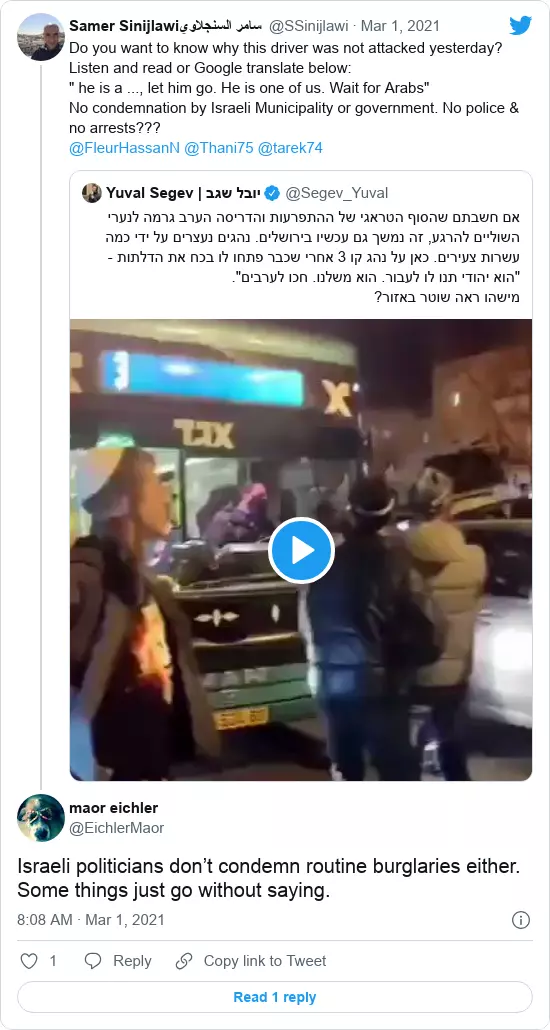 Samer Sinijlawiسامر السنجلاوي @SSinijlawi · Mar 1, 2021
Do you want to know why this driver was not attacked yesterday?
Listen and read or Google translate below:
" he is a ..., let him go. He is one of us. Wait for Arabs"
No condemnation by Israeli Municipality or government. No police &
no arrests???
@FleurHassanN @Thani75 @tarek74
Yuval Segev | יובל שגב @Segev_Yuval
אם חשבתם שהסוף הטראגי של ההתפרעות והדריסה הערב גרמה לנערי
השוליים להרגע, זה נמשך גם עכשיו בירושלים. נהגים נעצרים על ידי כמה
עשרות צעירים. כאן על נהג קו 3 אחרי שכבר פתחו לו בכח את הדלתות -
"הוא יהודי תנו לו לעבור. הוא משלנו. חכו לערבים".
מישהו ראה שוטר באזור?
3
אגד
maor eichler
@EichlerMaor
Israeli politicians don’t condemn routine burglaries either.
Some things just go without saying.
8:08 AM · Mar 1, 2021
1 Reply Copy link to Tweet
Read 1 reply